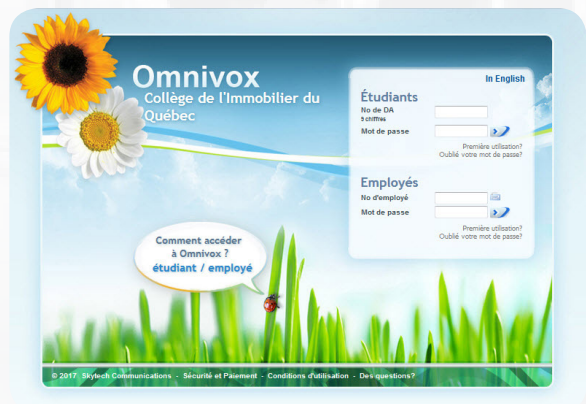 Omnivox
Collège de l'Immobilier du
Québec
In English
Étudiants
No de DA
9 chiffres
Mot de passe
Première utilisation?
Oublié votre mot de passe?
Employés
No d'employé
Mot de passe
Première utilisation?
Oublié votre mot de passe?
Comment accéder
à Omnivox ?
étudiant / employé
© 2017 Skytech Communications - Sécurité et Paiement - Conditions d'utilisation - Des questions?